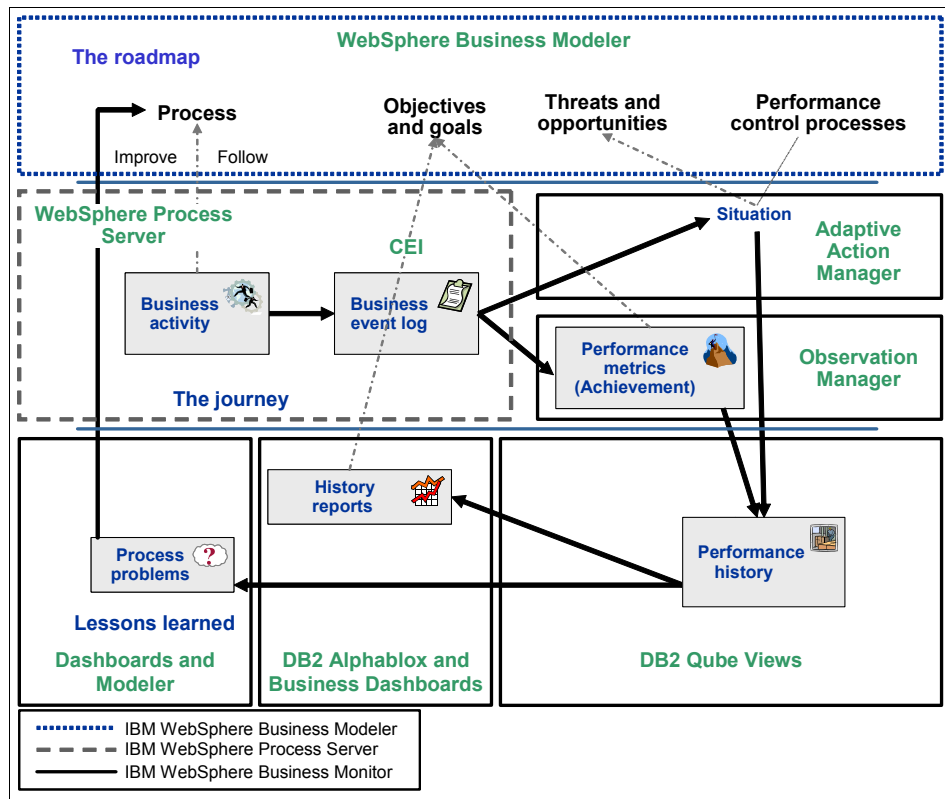 WebSphere Business Modeler
The roadmap
Process
Objectives
and goals
Threats and
opportunities
Performance
control processes
Improve
Follow
WebSphere Process
Server
CEI
Business
activity
Business
event log
The journey
Situation
Adaptive
Action
Manager
Performance
metrics
(Achievement)
Observation
Manager
History
reports
Process
problems
?
Performance
history
Lessons learned
Dashboards and
Modeler
DB2 Alphablox and
Business Dashboards
DB2 Qube Views
IBM WebSphere Business Modeler
IBM WebSphere Process Server
IBM WebSphere Business Monitor